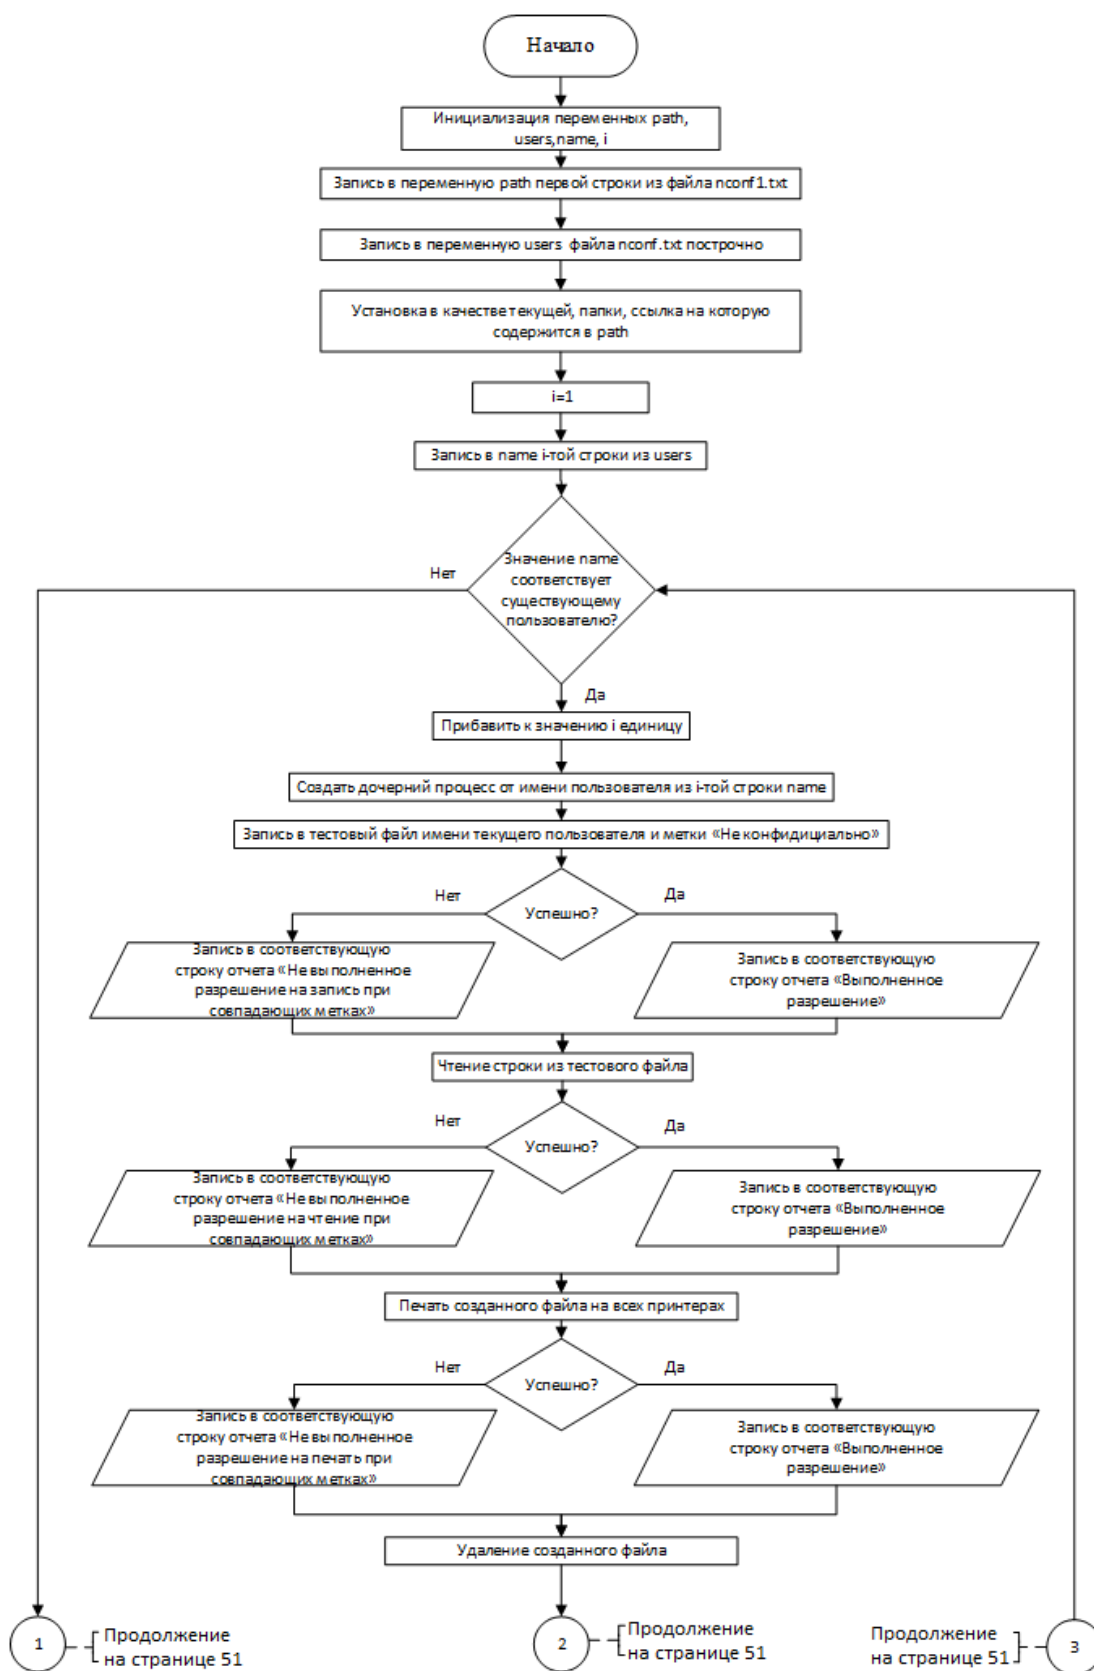 Начало
Инициализация переменных path,
users,name, i
Запись в переменную path первой строки из файла nconf1.txt
Запись в переменную users файла nconf.txt построчно
Установка в качестве текущей, папки, ссылка на которую
содержится в path
i=1
Запись в name i-той строки из users
Значение name
соответствует
существующему
пользователю?
Нет
Да
Прибавить к значению i единицу
Создать дочерний процесс от имени пользователя из i-той строки name
Запись в тестовый файл имени текущего пользователя и метки «Не конфидициально»
Нет
Успешно?
Да
Запись в соответствующую
строку отчета «Не выполненное
разрешение на запись при
совпадающих метках»
Запись в соответствующую
строку отчета «Выполненное
разрешение»
Чтение строки из тестового файла
Нет
Успешно?
Да
Запись в соответствующую
строку отчета «Не выполненное
разрешение на чтение при
совпадающих метках»
Запись в соответствующую
строку отчета «Выполненное
разрешение»
Печать созданного файла на всех принтерах
Нет
Успешно?
Да
Запись в соответствующую
строку отчета «Не выполненное
разрешение на печать при
совпадающих метках»
Запись в соответствующую
строку отчета «Выполненное
разрешение»
Удаление созданного файла
1
Продолжение
на странице 51
2
Продолжение
на странице 51
Продолжение
на странице 51
3